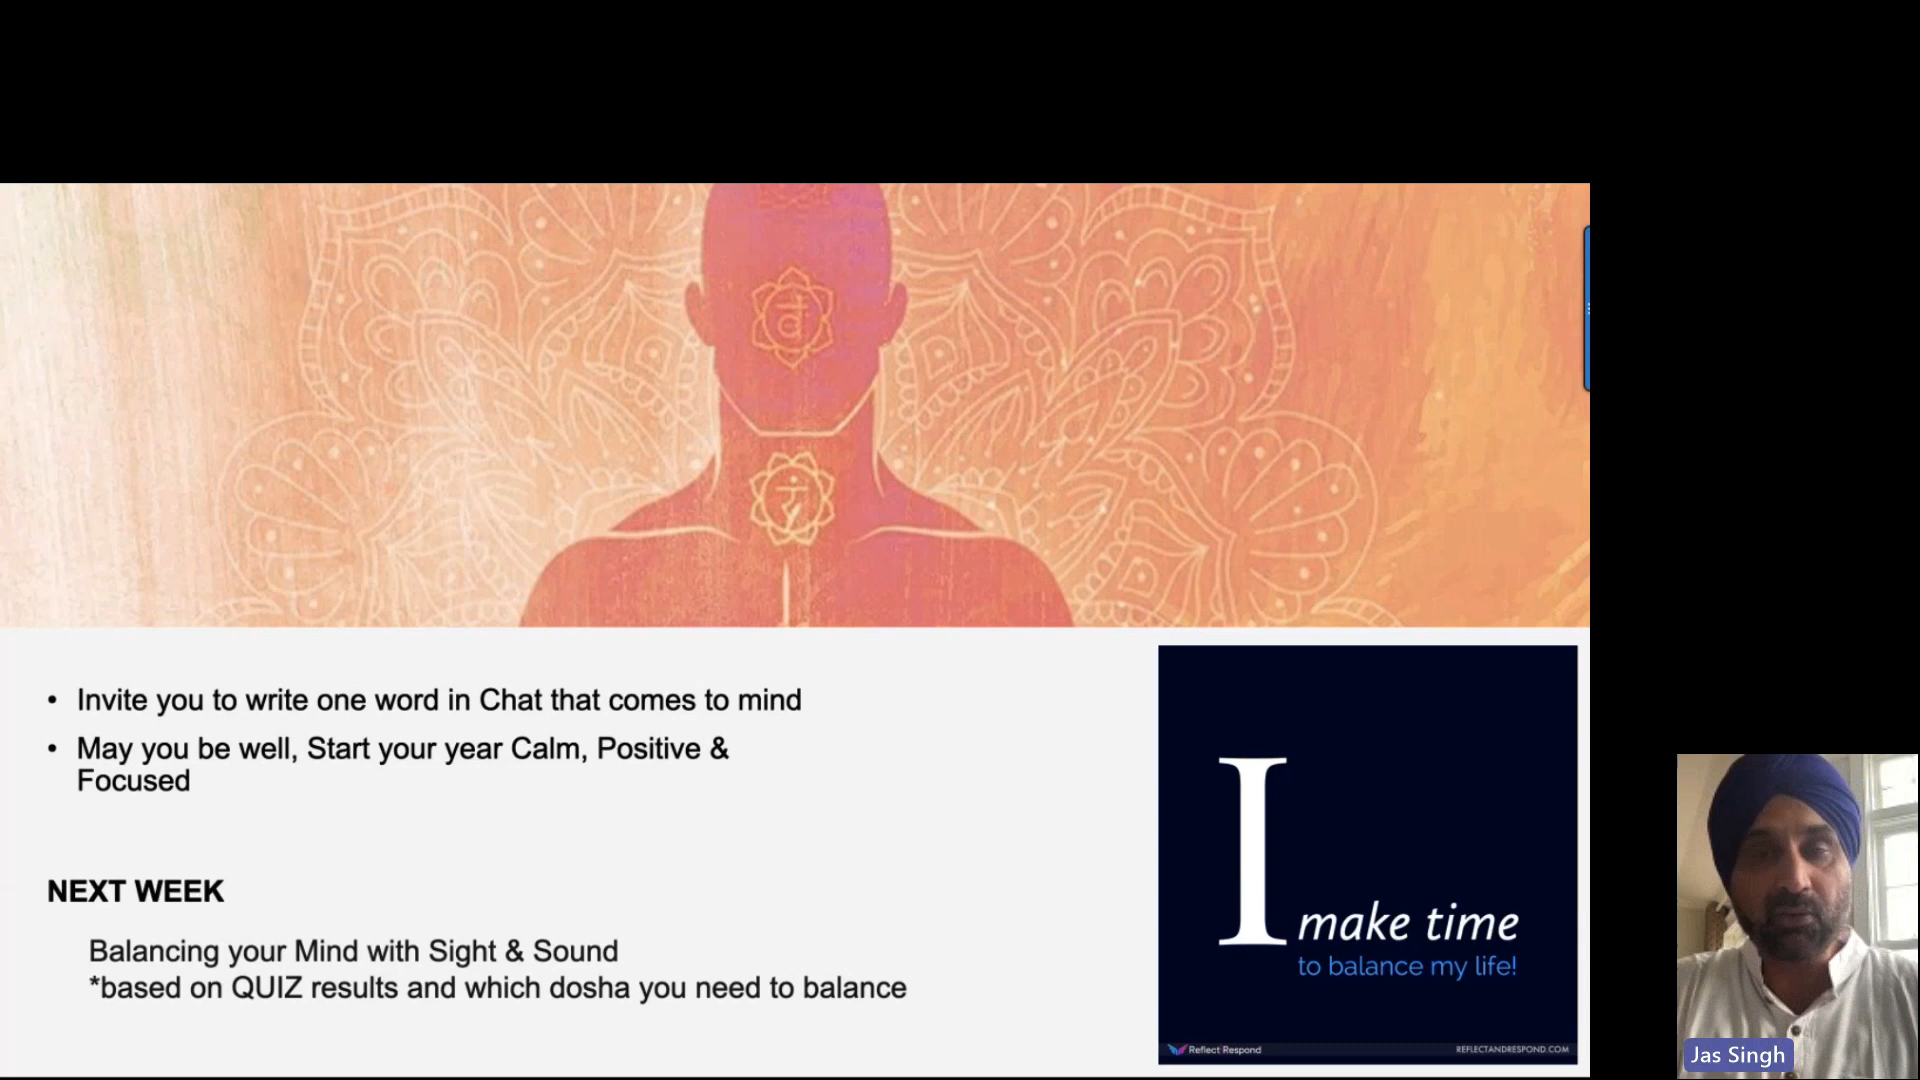 वं
• Invite you to write one word in Chat that comes to mind
• May you be well, Start your year Calm, Positive &
Focused
NEXT WEEK
Balancing your Mind with Sight & Sound
*based on QUIZ results and which dosha you need to balance
I make time
to balance my life!
Reflect Respond
REFLECTANDRESPOND.COM
Jas Singh